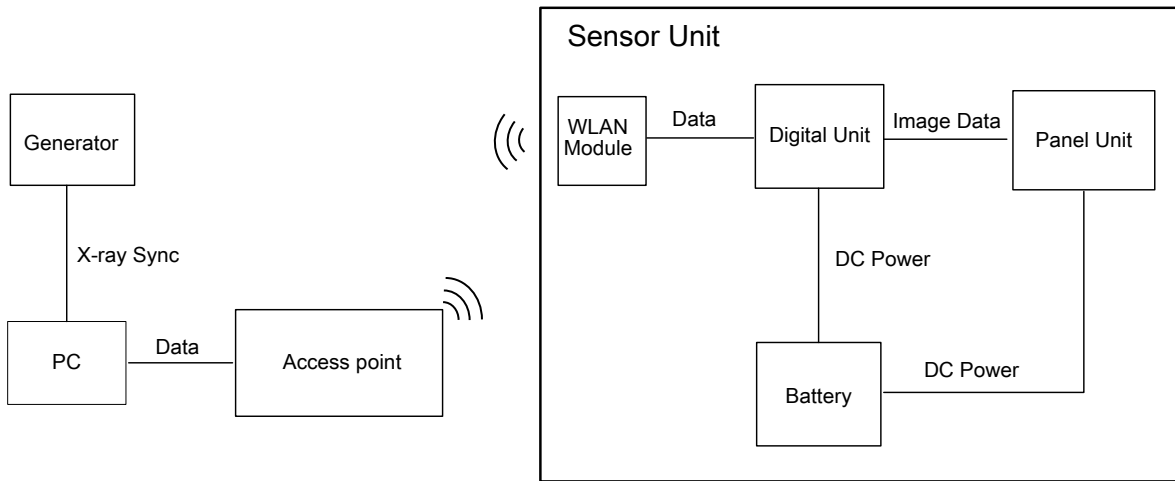 Sensor Unit
Generator
X-ray Sync
PC
Data
Access point
WLAN
Module
Data
Digital Unit
Image Data
Panel Unit
DC Power
Battery
DC Power